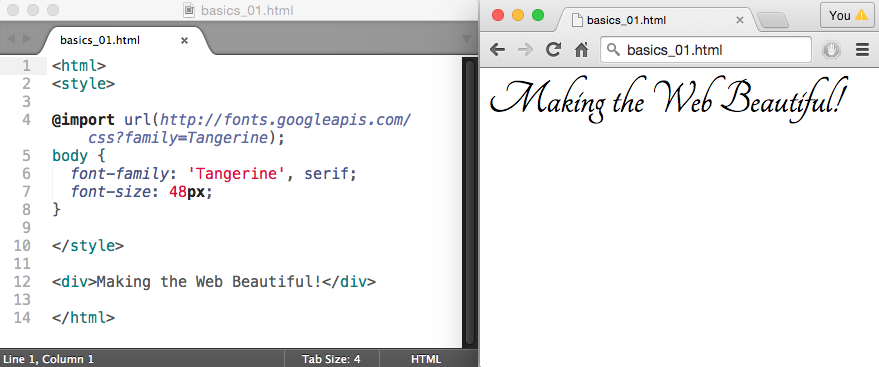 basics_01.html
basics_01.html
1 <html>
2 <style>
3
4 @import url(http://fonts.googleapis.com/
css?family=Tangerine);
5 body {
6 font-family: 'Tangerine', serif;
7 font-size: 48px;
8 }
9
10 </style>
11
12 <div>Making the Web Beautiful!</div>
13
14 </html>
Line 1, Column 1 Tab Size: 4 HTML
basics_01.html You
basics_01.html
Making the Web Beautiful!